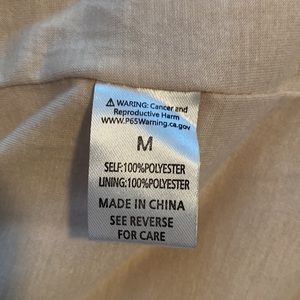 ⚠ WARING: Cancer and
Reproductive Harm
www.P65Warning.ca.gov
M
SELF:100%POLYESTER
LINING:100%POLYESTER
MADE IN CHINA
SEE REVERSE
FOR CARE